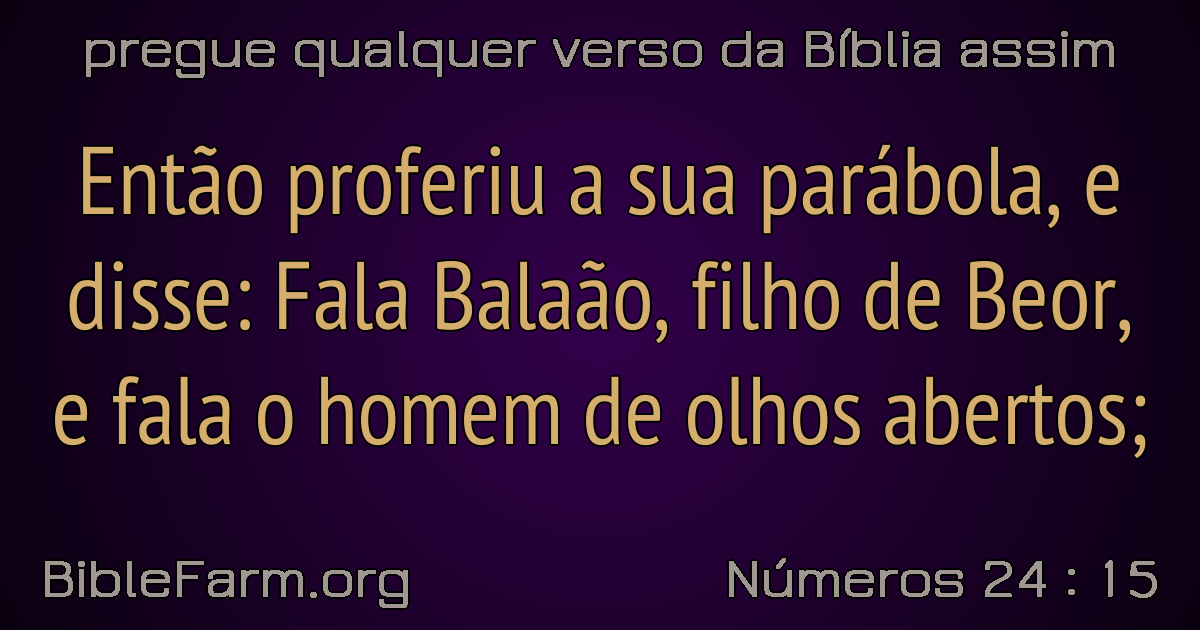 pregue qualquer verso da Bíblia assim
Então proferiu a sua parábola, e
disse: Fala Balaão, filho de Beor,
e fala o homem de olhos abertos;
BibleFarm.org
Números 24 : 15